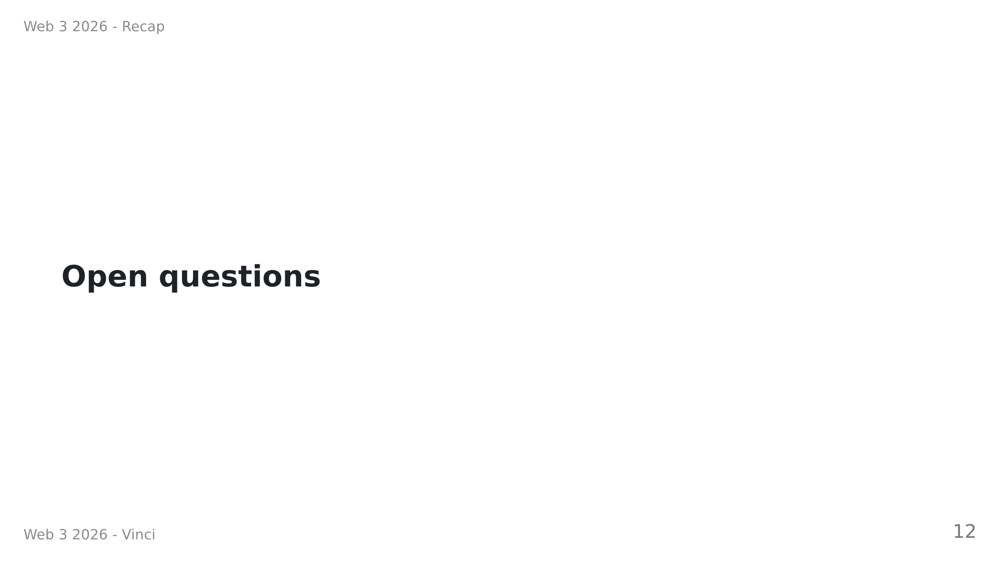 Web 3 2026 - Recap
Open questions
Web 3 2026 - Vinci
12